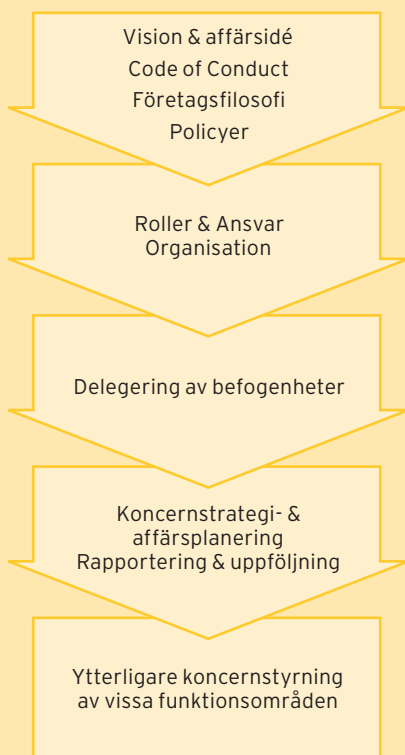 Vision & affärsidé
Code of Conduct
Företagsfilosofi
Policyer
Roller & Ansvar
Organisation
Delegering av befogenheter
Koncernstrategi- &
affärsplanering
Rapportering & uppföljning
Ytterligare koncernstyrning
av vissa funktionsområden